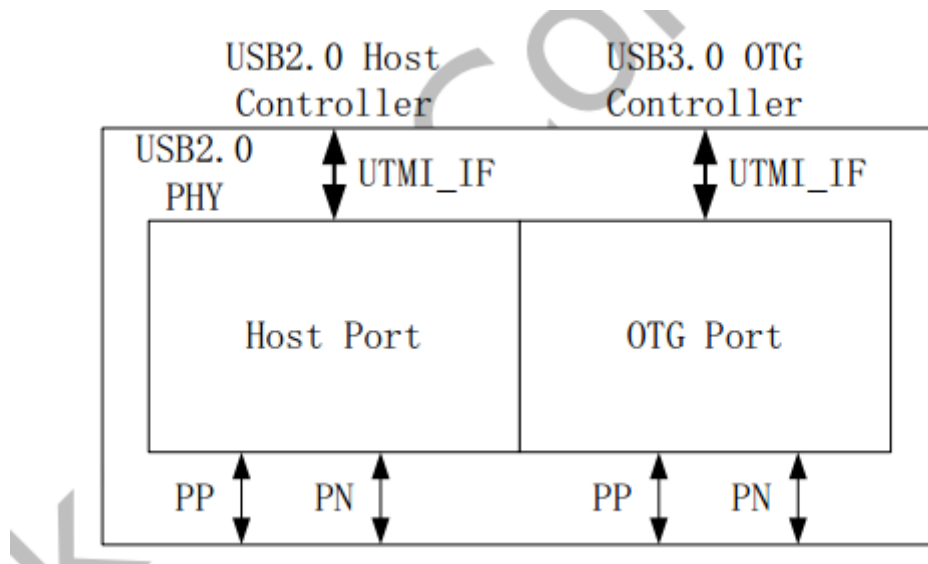 USB2.0 Host
Controller
USB3.0 OTG
Controller
USB2.0
PHY
UTMI_IF
UTMI_IF
Host Port
OTG Port
PP
PN
PP
PN